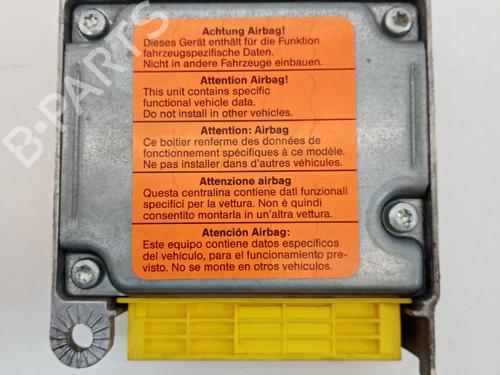 Achtung Airbag!
Dieses Gerät enthält für die Funktion
fahrzeugspezifische Daten.
Nicht in andere Fahrzeuge einbauen.
Attention Airbag!
This unit contains specific
functional vehicle data.
Do not install in other vehicles.
Attention: Airbag
Ce boitier renferme des données de
fonctionnement spécifiques à ce modèle.
Ne pas installer dans d'autres véhicules.
Attenzione airbag
Questa centralina contiene dati funzionali
specifici per la vettura. Non è quindi
consentito montarla in un'altra vettura.
Atención Airbag:
Este equipo contiene datos específicos
del vehículo, para el funcionamiento pre-
visto. No se monte en otros vehículos.
B-PARTS